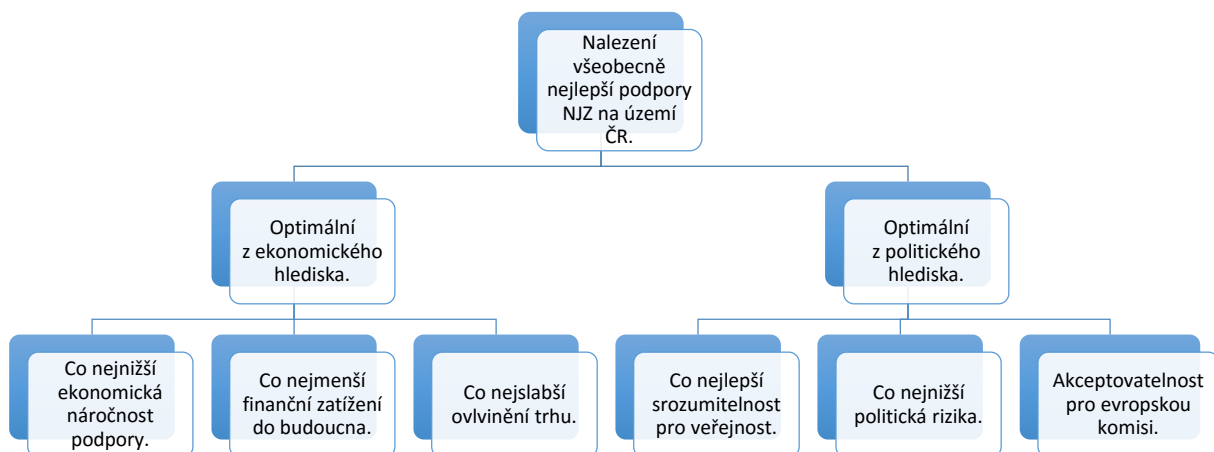 Nalezení
všeobecně
nejlepší podpory
NJZ na území
ČR.
Optimální
z ekonomického
hlediska.
Optimální
z politického
hlediska.
Co nejnižší
ekonomická
náročnost
podpory.
Co nejmenší
finanční zatížení
do budoucna.
Co nejslabší
ovlvinění trhu.
Co nejlepší
srozumitelnost
pro veřejnost.
Co nejnižší
politická rizika.
Akceptovatelnost
pro evropskou
komisi.